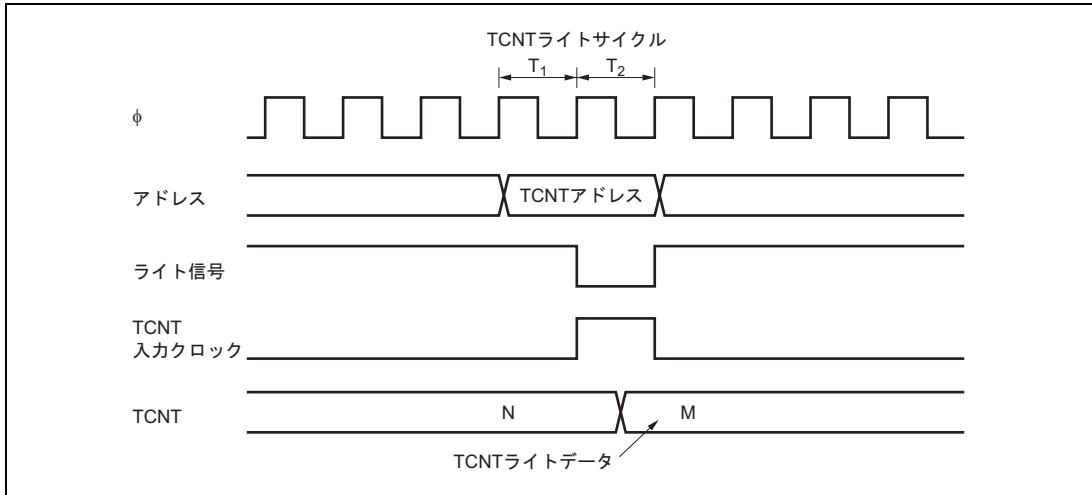 TCNTライトサイクル
T1 T2
φ
アドレス
TCNTアドレス
ライト信号
TCNT
入力クロック
TCNT
N
M
TCNTライトデータ